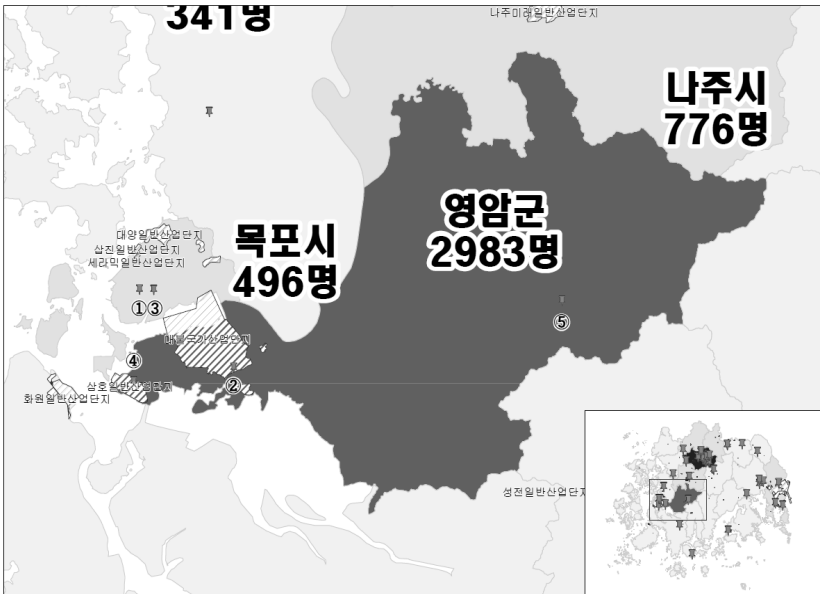 341명
나주미래일반산업단지
나주시
776명
영암군
2983명
대양일반산업단지
삽진일반산업단지
세라믹일반산업단지
목포시
496명
①③
⑤
대불국가산업단지
④
②
삼호일반산업단지
화원일반산업단지
성전일반산업단지